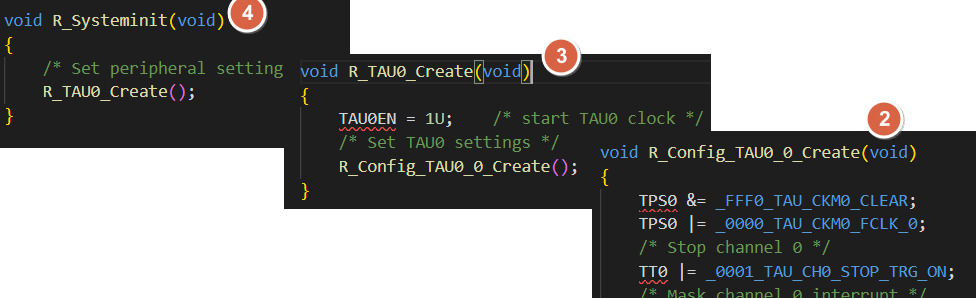 void R_Systeminit(void)
4
{
/* Set peripheral setting
R_TAU0_Create();
}
void R_TAU0_Create(void)
3
{
TAU0EN = 1U;    /* start TAU0 clock */
/* Set TAU0 settings */
R_Config_TAU0_0_Create();
}
2
void R_Config_TAU0_0_Create(void)
{
TPS0 &= _FFF0_TAU_CKM0_CLEAR;
TPS0 |= _0000_TAU_CKM0_FCLK_0;
/* Stop channel 0 */
TT0 |= _0001_TAU_CH0_STOP_TRG_ON;
/* Mask channel 0 interrupt */